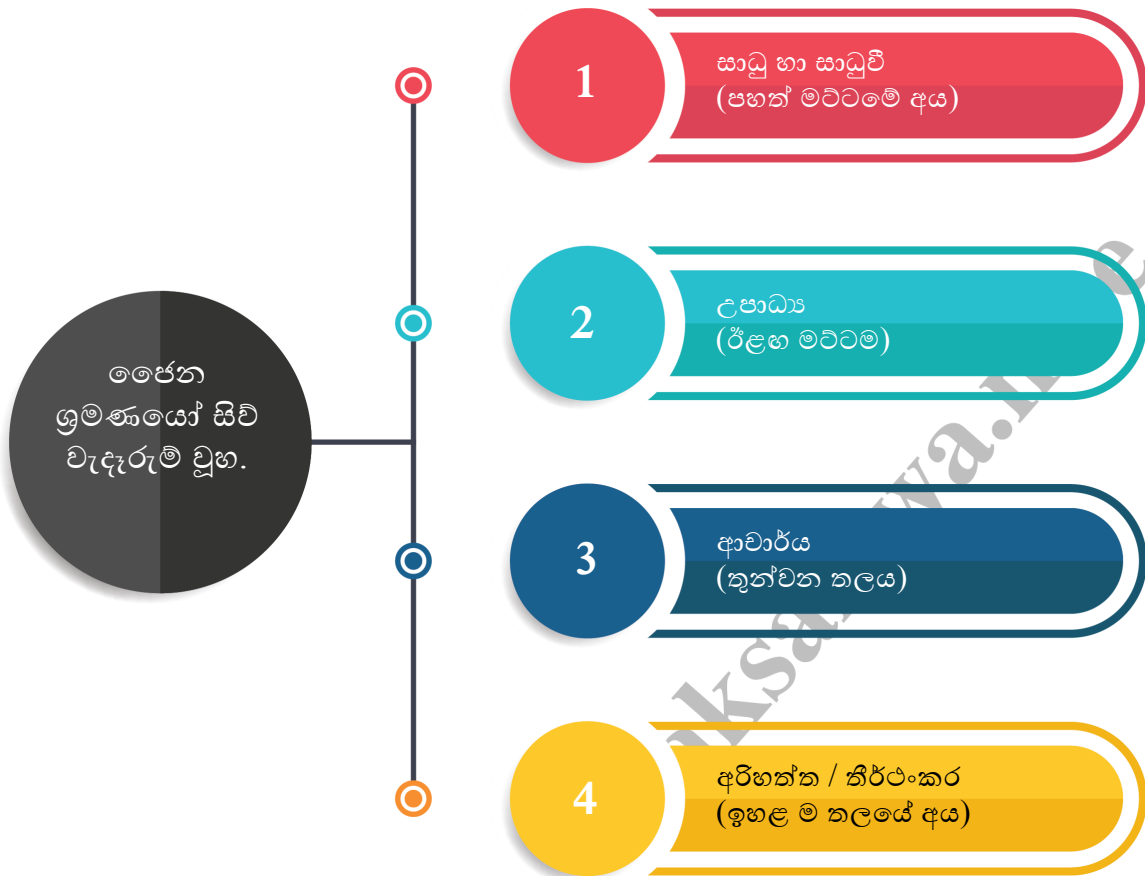 ජෛන
ශ්‍රමණයෝ සිව්
වැදෑරුම් වූහ.
1
සාධු හා සාධුවී
(පහත් මට්ටමේ අය)
2
උපාධ්‍ය
(ඊළඟ මට්ටම)
3
ආචාර්ය
(තුන්වන තලය)
4
අරිහත්ත / තීර්ථංකර
(ඉහළ ම තලයේ අය)